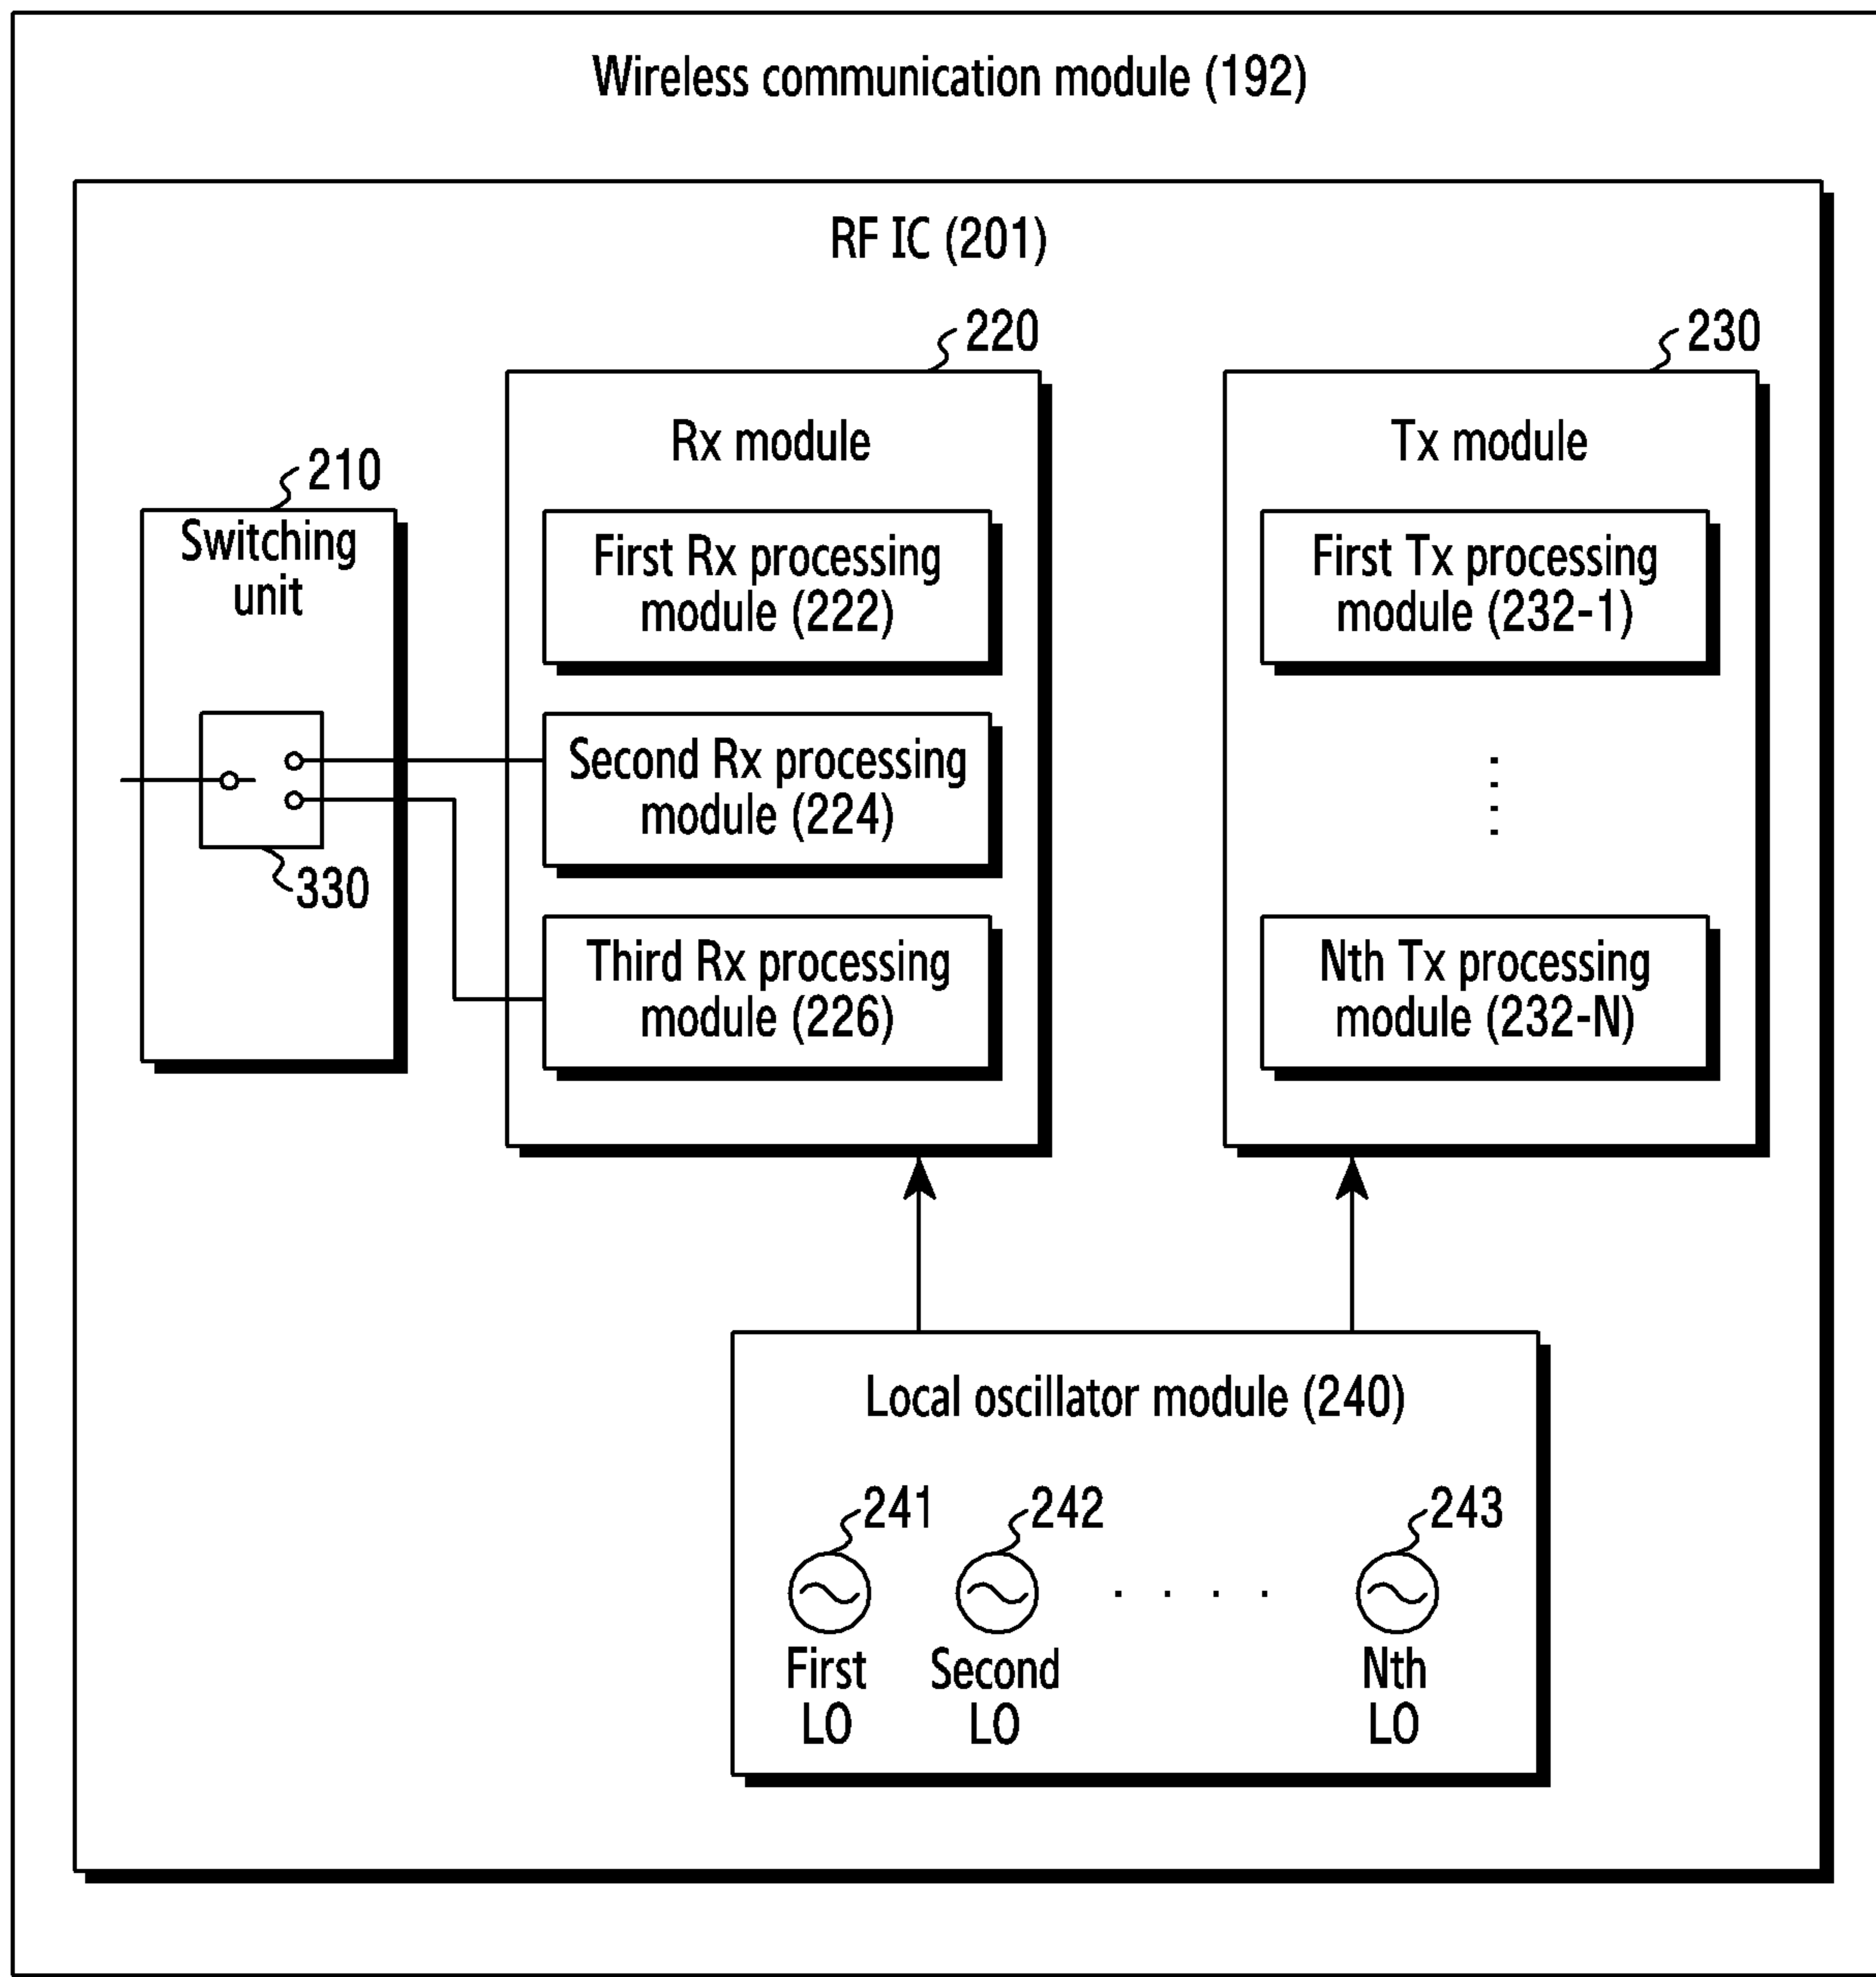 Wireless communication module (192)
RF IC (201)
220
230
210
Switching
unit
330
Rx module
First Rx processing
module (222)
Second Rx processing
module (224)
Third Rx processing
module (226)
Tx module
First Tx processing
module (232-1)
Nth Tx processing
module (232-N)
Local oscillator module (240)
241
242
243
First
LO
Second
LO
Nth
LO